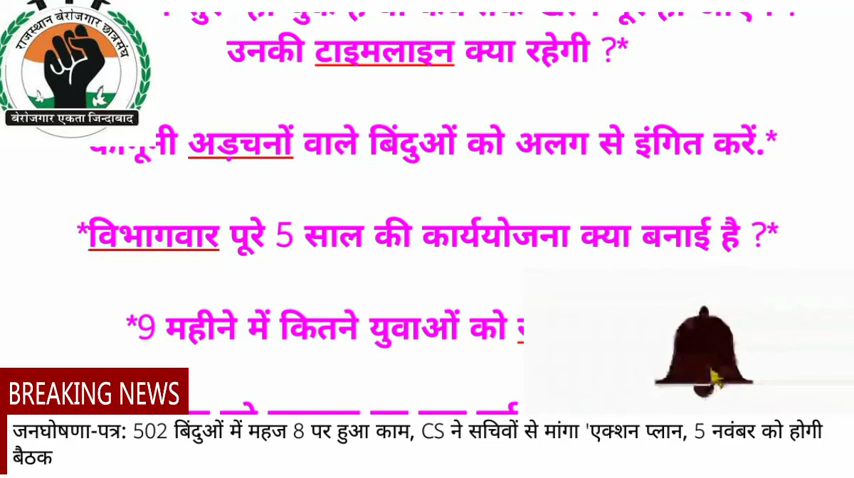 राजस्थान बेरोजगार छात्रसंघ
बेरोजगार एकता जिन्दाबाद
उनकी टाइमलाइन क्या रहेगी ?*
अड़चनों वाले बिंदुओं को अलग से इंगित करें.*
*विभागवार पूरे 5 साल की कार्ययोजना क्या बनाई है ?*
*9 महीने में कितने युवाओं को
BREAKING NEWS
जनघोषणा-पत्र: 502 बिंदुओं में महज 8 पर हुआ काम, CS ने सचिवों से मांगा 'एक्शन प्लान, 5 नवंबर को होगी
बैठक